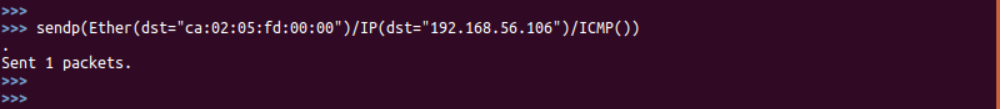 >>>
>>> sendp(Ether(dst="ca:02:05:fd:00:00")/IP(dst="192.168.56.106")/ICMP())
.
Sent 1 packets.
>>>
>>>